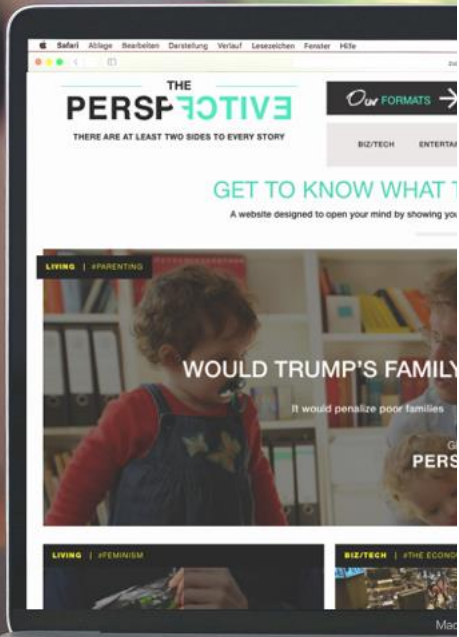 Safari Ablage Bearbeiten Darstellung Verlauf Lesezeichen Fenster Hilfe
THE
PERSPECTIVE
THERE ARE AT LEAST TWO SIDES TO EVERY STORY
Our FORMATS
BIZ/TECH ENTERTA
GET TO KNOW WHAT T
A website designed to open your mind by showing you
LIVING | #PARENTING
WOULD TRUMP'S FAMILY
It would penalize poor families
PERS
LIVING | #FEMINISM
BIZ/TECH | #THE ECONO
Mac